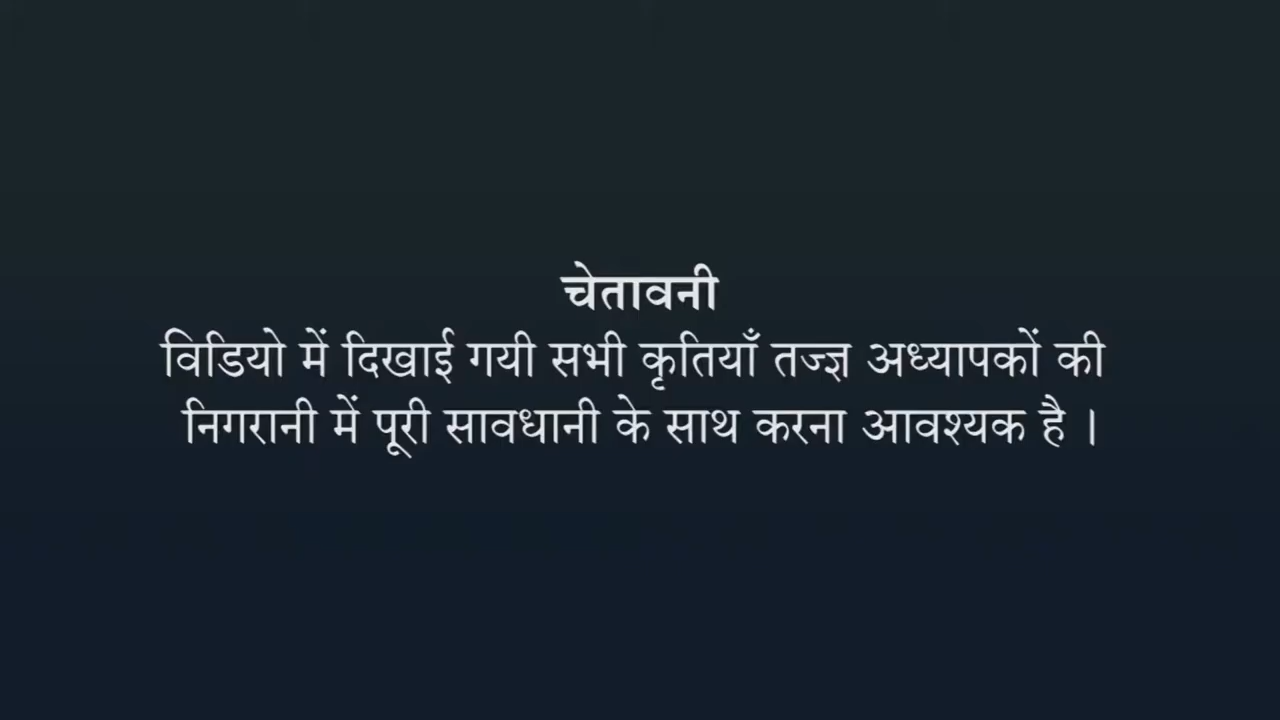 चेतावनी
विडियो में दिखाई गयी सभी कृतियाँ तज्ज्ञ अध्यापकों की
निगरानी में पूरी सावधानी के साथ करना आवश्यक है ।